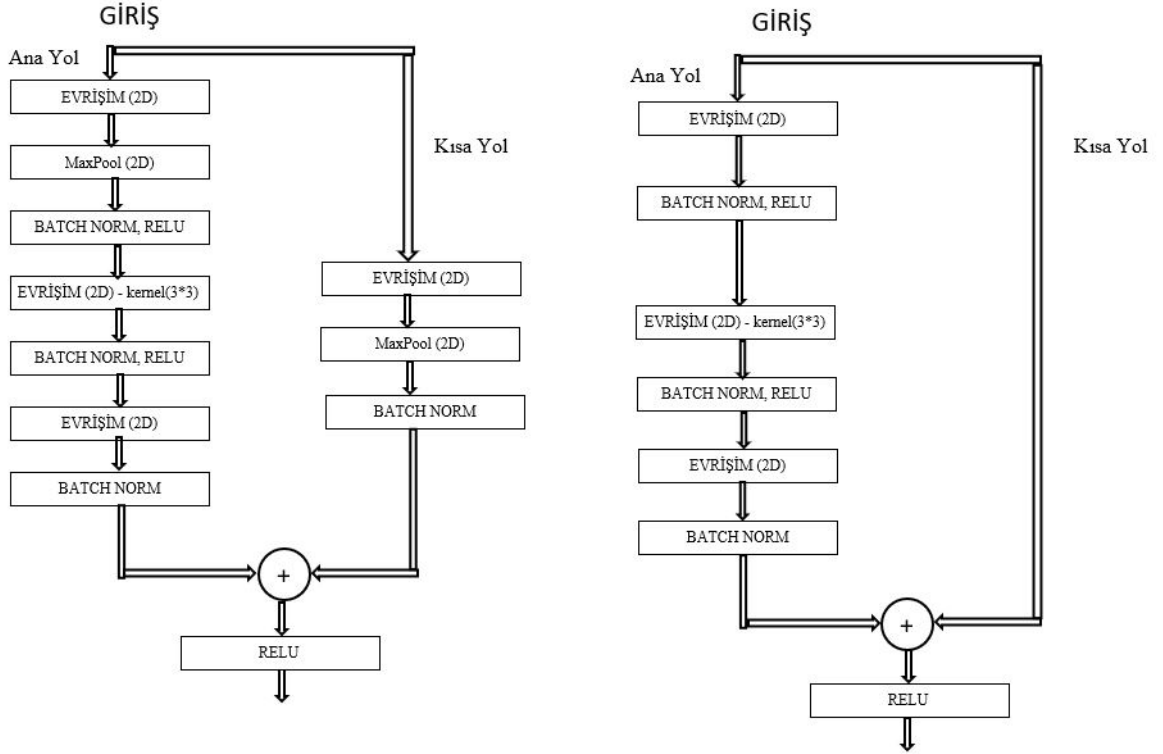 GİRİŞ
Ana Yol
EVRİŞİM (2D)
MaxPool (2D)
BATCH NORM, RELU
EVRİŞİM (2D) - kernel(3*3)
BATCH NORM, RELU
EVRİŞİM (2D)
BATCH NORM
Kısa Yol
EVRİŞİM (2D)
MaxPool (2D)
BATCH NORM
+
RELU
GİRİŞ
Ana Yol
EVRİŞİM (2D)
BATCH NORM, RELU
EVRİŞİM (2D) - kernel(3*3)
BATCH NORM, RELU
EVRİŞİM (2D)
BATCH NORM
Kısa Yol
+
RELU